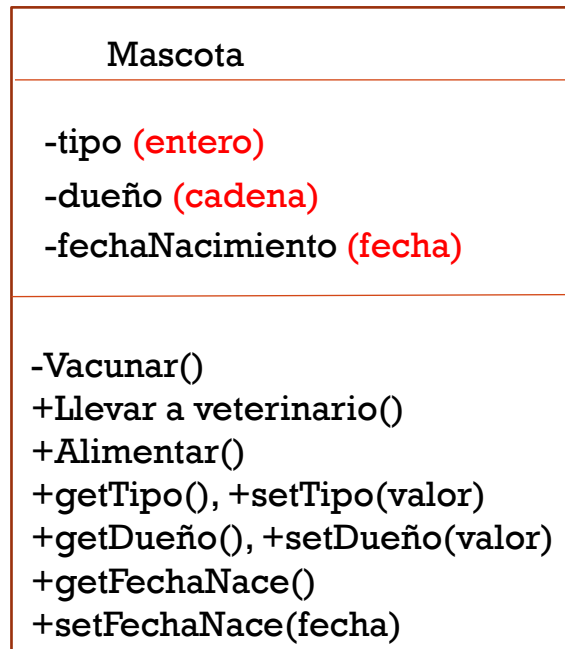 Mascota
-tipo (entero)
-dueño (cadena)
-fechaNacimiento (fecha)
-Vacunar()
+Llevar a veterinario()
+Alimentar()
+getTipo(), +setTipo(valor)
+getDueño(), +setDueño(valor)
+getFechaNace()
+setFechaNace(fecha)